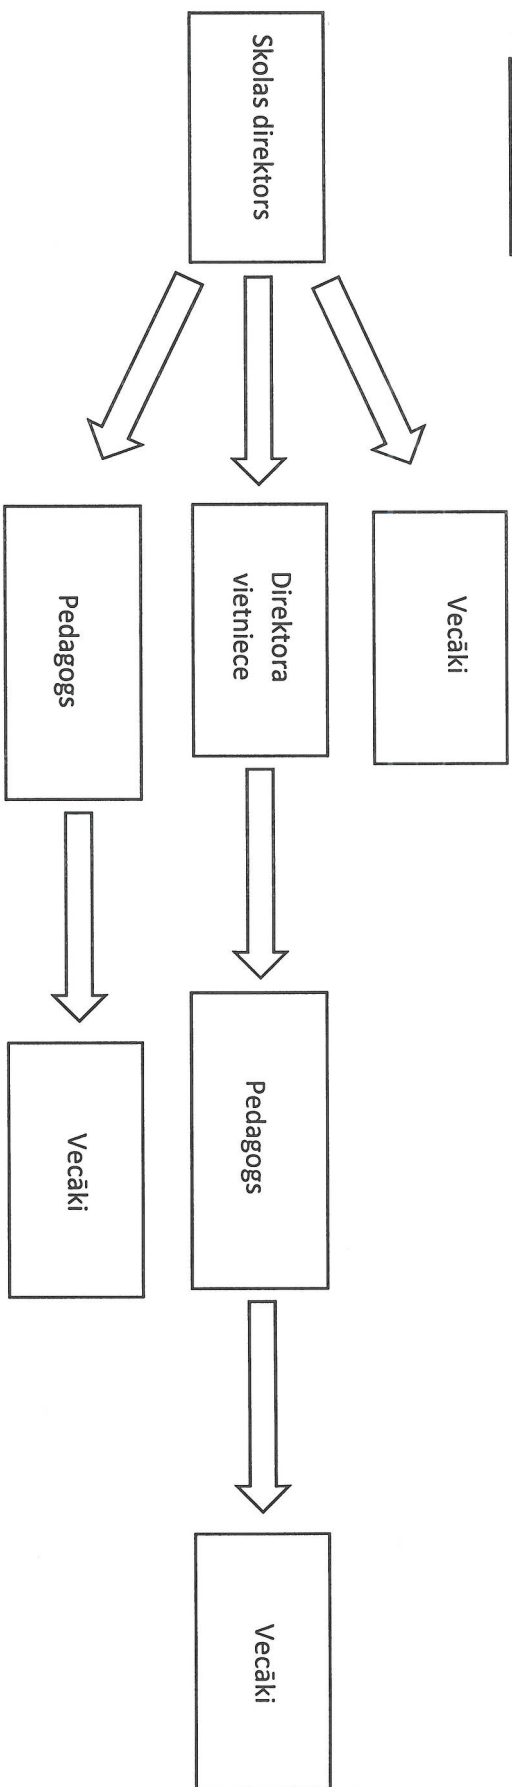 Vecāki
Skolas direktors
Direktora
vietniece
Pedagogs
Vecāki
Pedagogs
Vecāki